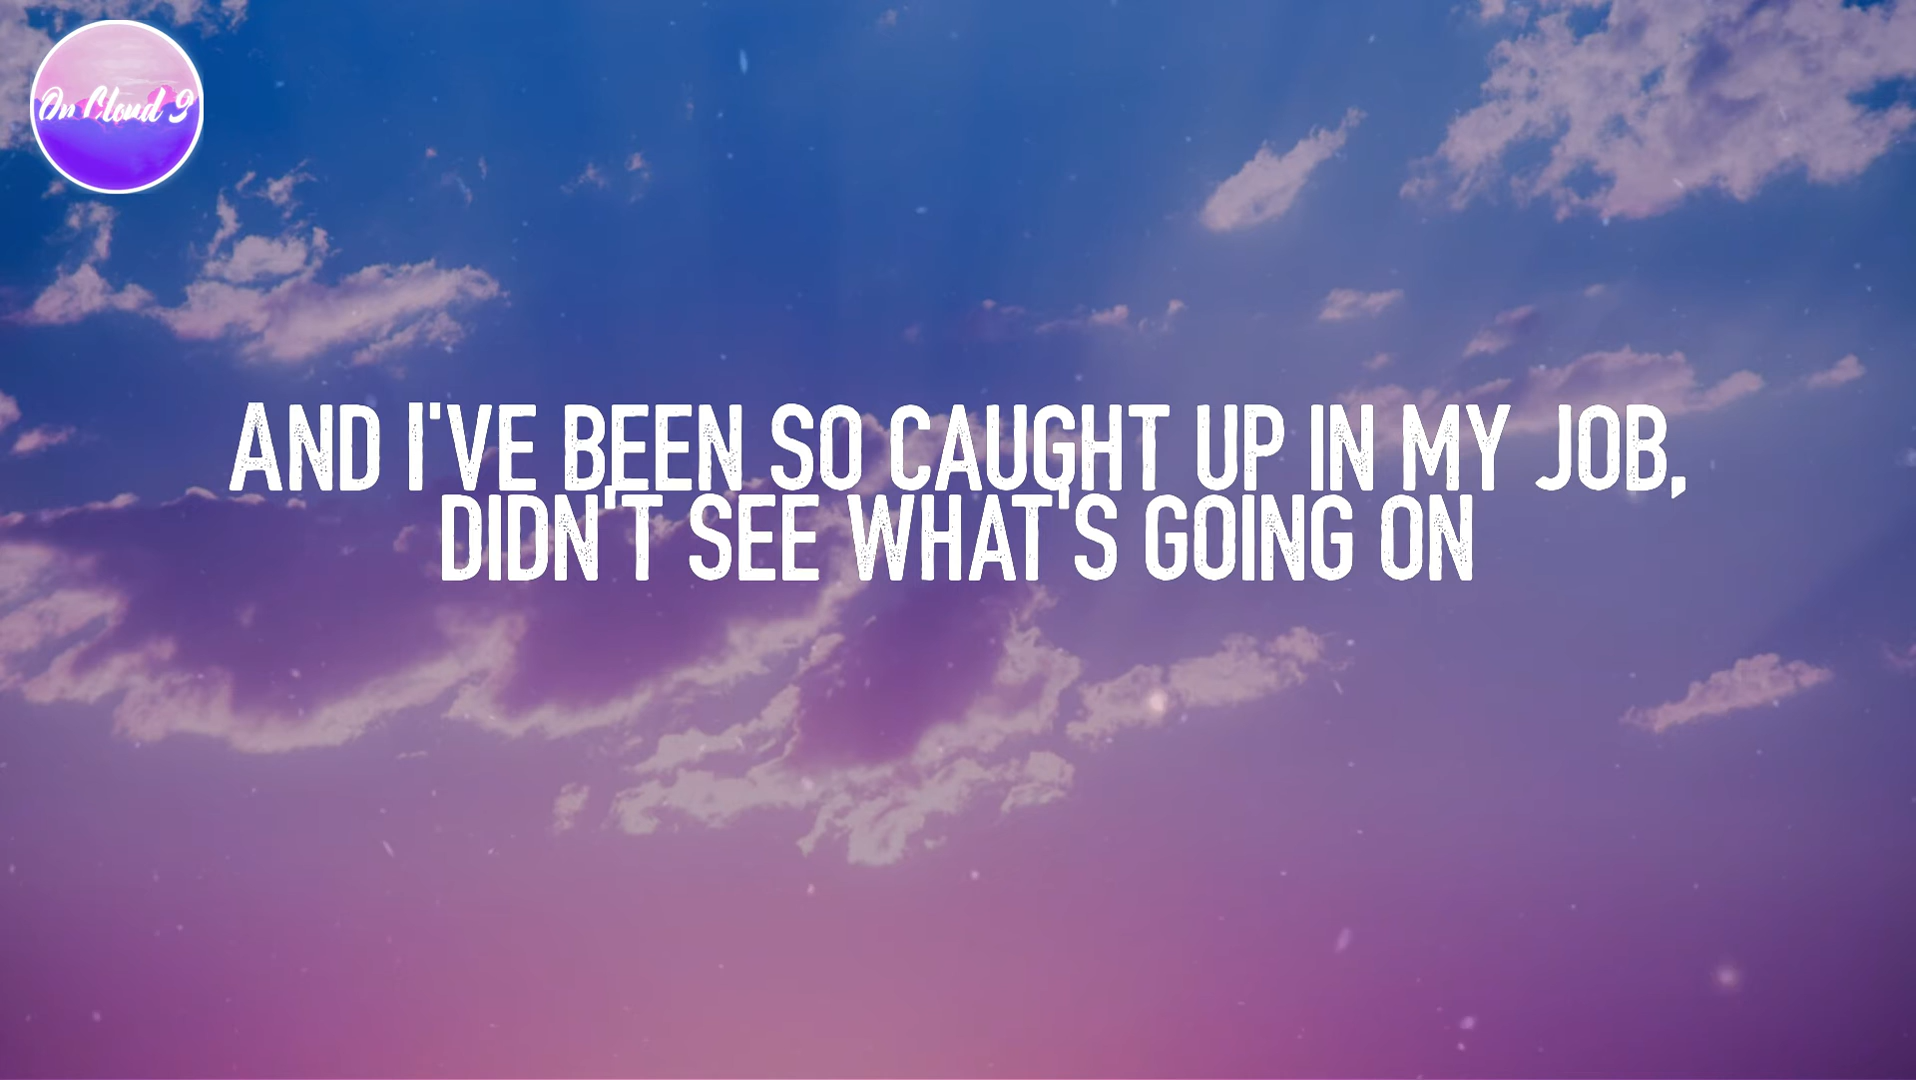 On Cloud 9
AND I'VE BEEN SO CAUGHT UP IN MY JOB,
DIDN'T SEE WHAT'S GOING ON